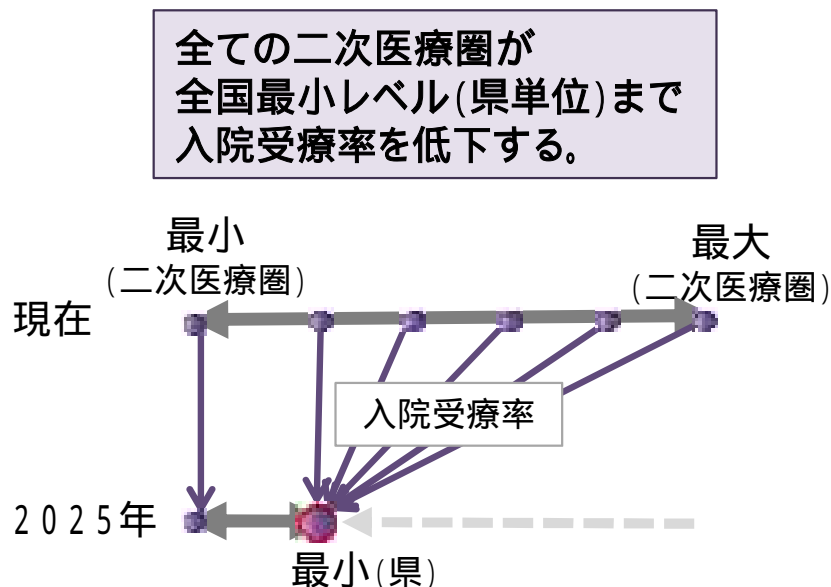 全ての二次医療圏が
全国最小レベル(県単位)まで
入院受療率を低下する。
最小
(二次医療圏)
最大
(二次医療圏)
現在
入院受療率
2025年
最小(県)